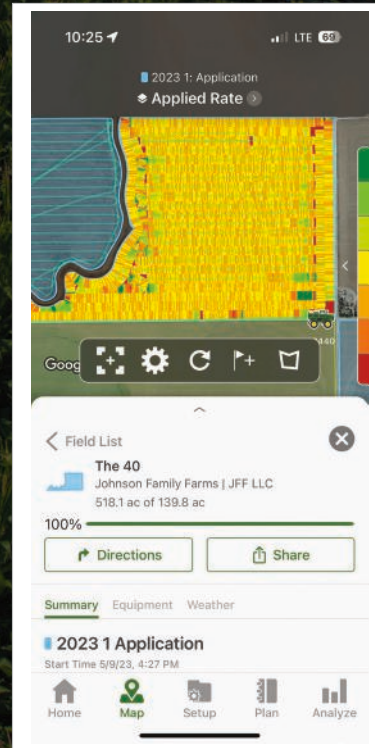 10:25
LTE 69
2023 1: Application
Applied Rate
440
Goog
Field List
The 40
Johnson Family Farms | JFF LLC
518.1 ac of 139.8 ac
100%
Directions
Share
Summary Equipment Weather
2023 1 Application
Start Time 5/9/23, 4:27 PM
Home Map Setup Plan Analyze